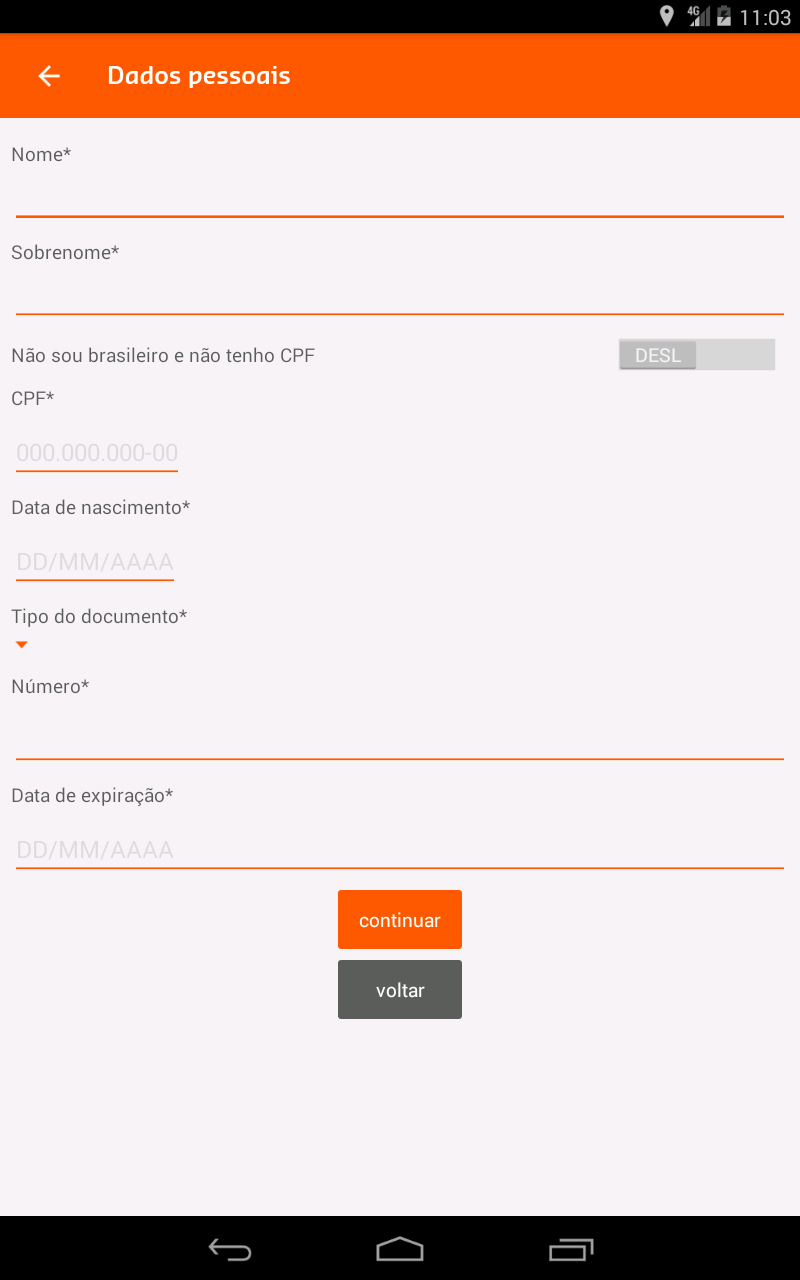 4G 11:03
Dados pessoais
Nome*
Sobrenome*
Não sou brasileiro e não tenho CPF DESL
CPF*
000.000.000-00
Data de nascimento*
DD/MM/AAAA
Tipo do documento*
Número*
Data de expiração*
DD/MM/AAAA
continuar
voltar